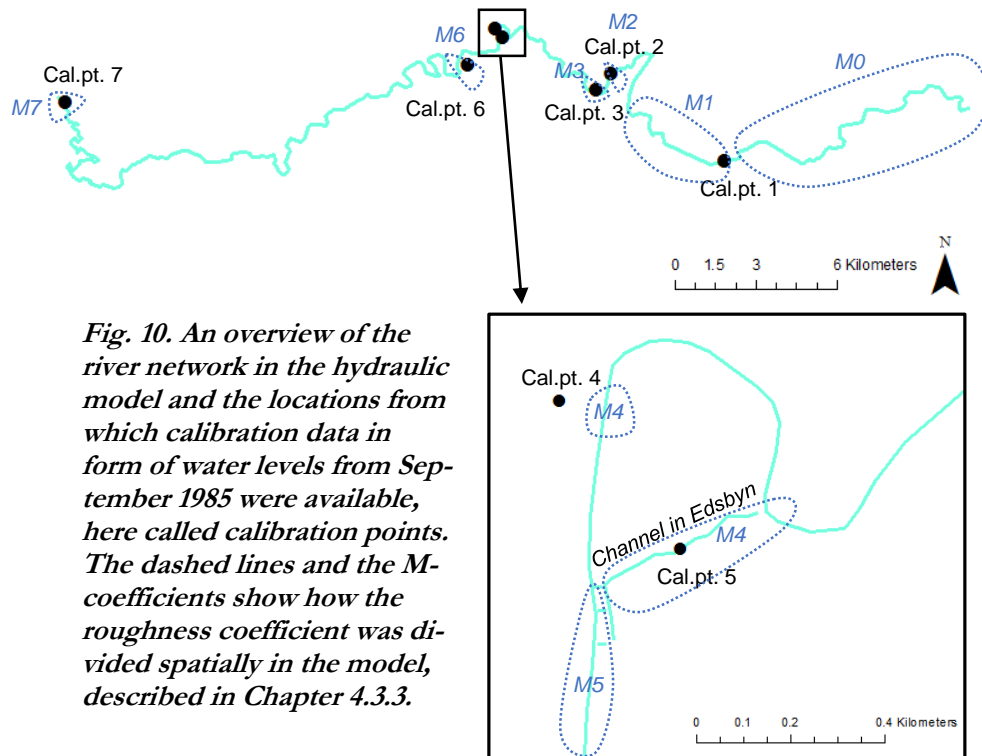 M2
M6
Cal.pt. 2
M0
M3
Cal.pt. 7
Cal.pt. 6
Cal.pt. 3
M1
M7
Cal.pt. 1
N
0 1.5 3 6 Kilometers
Fig. 10. An overview of the
river network in the hydraulic
model and the locations from
which calibration data in
form of water levels from Sep-
tember 1985 were available,
here called calibration points.
The dashed lines and the M-
coefficients show how the
roughness coefficient was di-
vided spatially in the model,
described in Chapter 4.3.3.
Cal.pt. 4
M4
Channel in Edsbyn
M4
Cal.pt. 5
M5
0 0.1 0.2 0.4 Kilometers